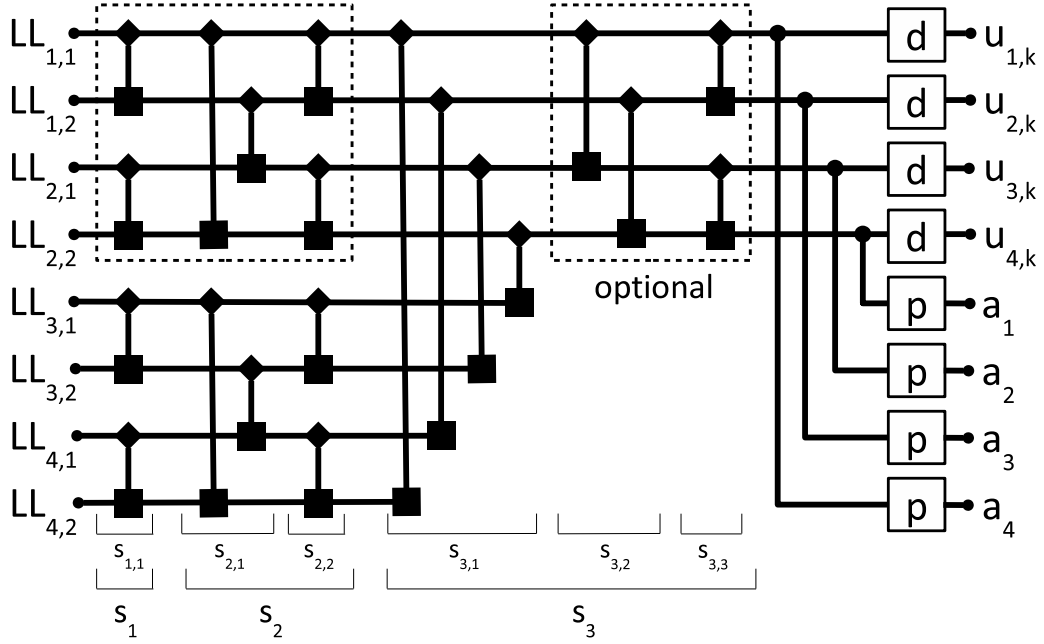 LL1,1 d u1,k
LL1,2 d u2,k
LL2,1 d u3,k
LL2,2 d u4,k
optional
LL3,1 p a1
LL3,2 p a2
LL4,1 p a3
LL4,2 p a4
s1,1 s2,1 s2,2 s3,1 s3,2 s3,3
s1 s2 s3